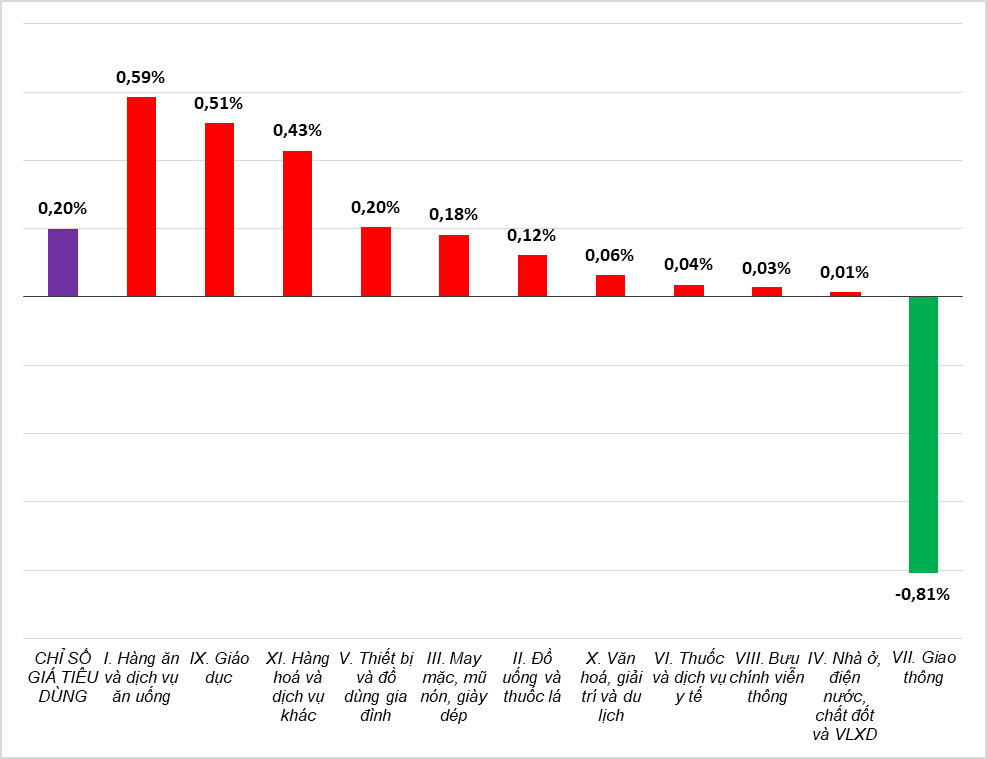 0,20%
0,59%
0,51%
0,43%
0,20%
0,18%
0,12%
0,06%
0,04%
0,03%
0,01%
-0,81%
CHỈ SỐ
GIÁ TIÊU
DÙNG
I. Hàng ăn
và dịch vụ
ăn uống
IX. Giáo
dục
XI. Hàng
hoá và
dịch vụ
khác
V. Thiết bị
và đồ
dùng gia
đình
III. May
mặc, mũ
nón, giày
dép
II. Đồ
uống và
thuốc lá
X. Văn
hoá, giải
trí và du
lịch
VI. Thuốc
và dịch vụ
y tế
VIII. Bưu
chính viễn
thông
IV. Nhà ở,
điện
nước,
chất đốt
và VLXD
VII. Giao
thông